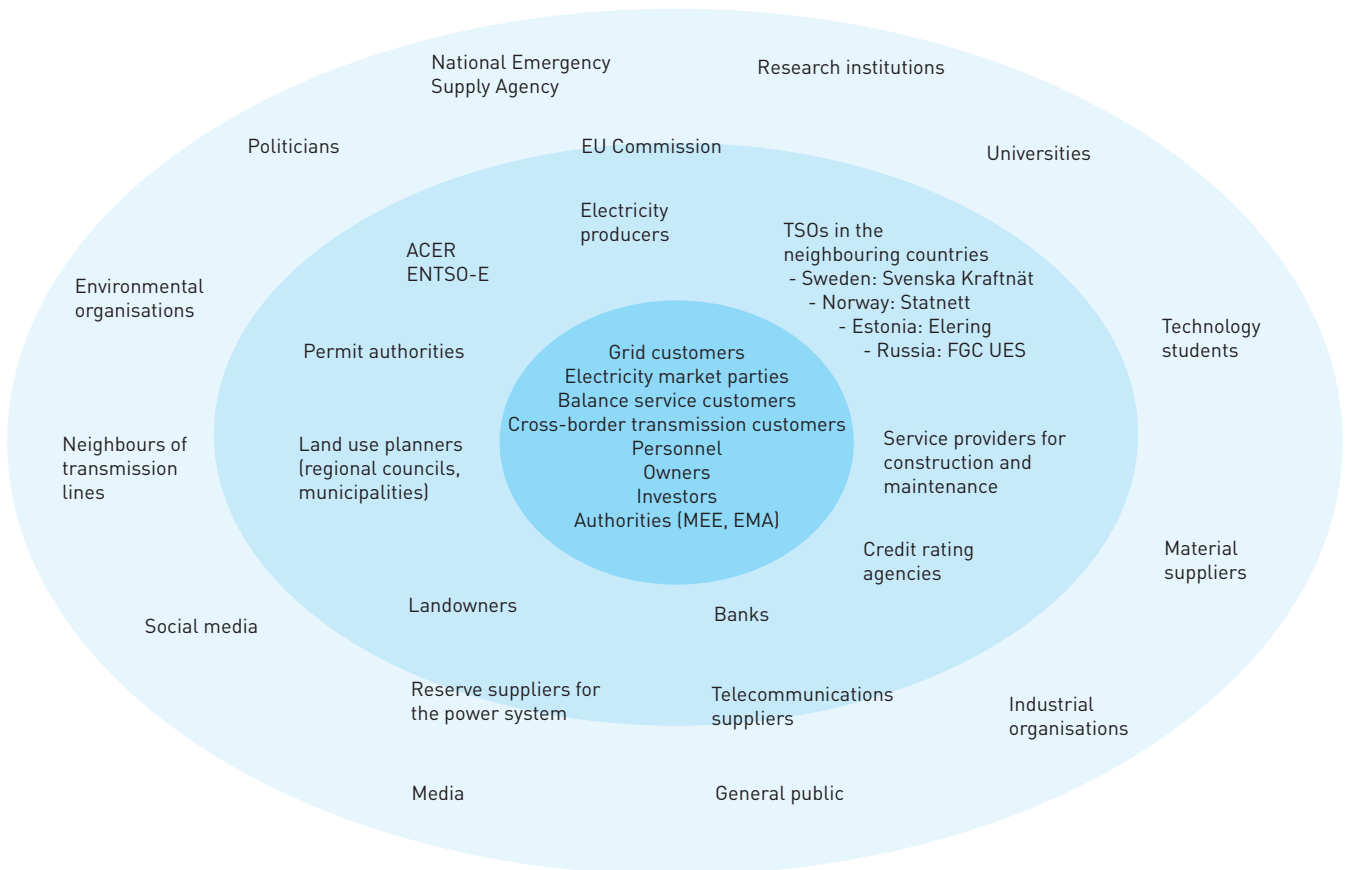 National Emergency
Supply Agency
Research institutions
Politicians
EU Commission
Universities
Electricity
producers
TSOs in the
neighbouring countries
- Sweden: Svenska Kraftnät
- Norway: Statnett
- Estonia: Elering
- Russia: FGC UES
ACER
ENTSO-E
Environmental
organisations
Technology
students
Permit authorities
Grid customers
Electricity market parties
Balance service customers
Cross-border transmission customers
Personnel
Owners
Investors
Authorities (MEE, EMA)
Neighbours of
transmission
lines
Land use planners
(regional councils,
municipalities)
Service providers for
construction and
maintenance
Credit rating
agencies
Material
suppliers
Landowners
Banks
Social media
Reserve suppliers for
the power system
Telecommunications
suppliers
Industrial
organisations
Media
General public